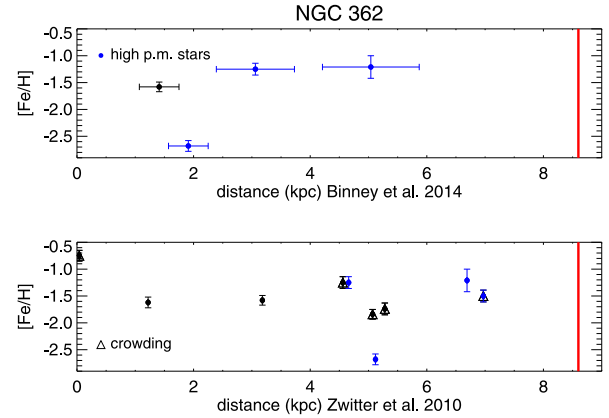 NGC 362
-0.5
-1.0
-1.5
-2.0
-2.5
[Fe/H]
high p.m. stars
0 2 4 6 8
distance (kpc) Binney et al. 2014
-0.5
-1.0
-1.5
-2.0
-2.5
[Fe/H]
crowding
0 2 4 6 8
distance (kpc) Zwitter et al. 2010